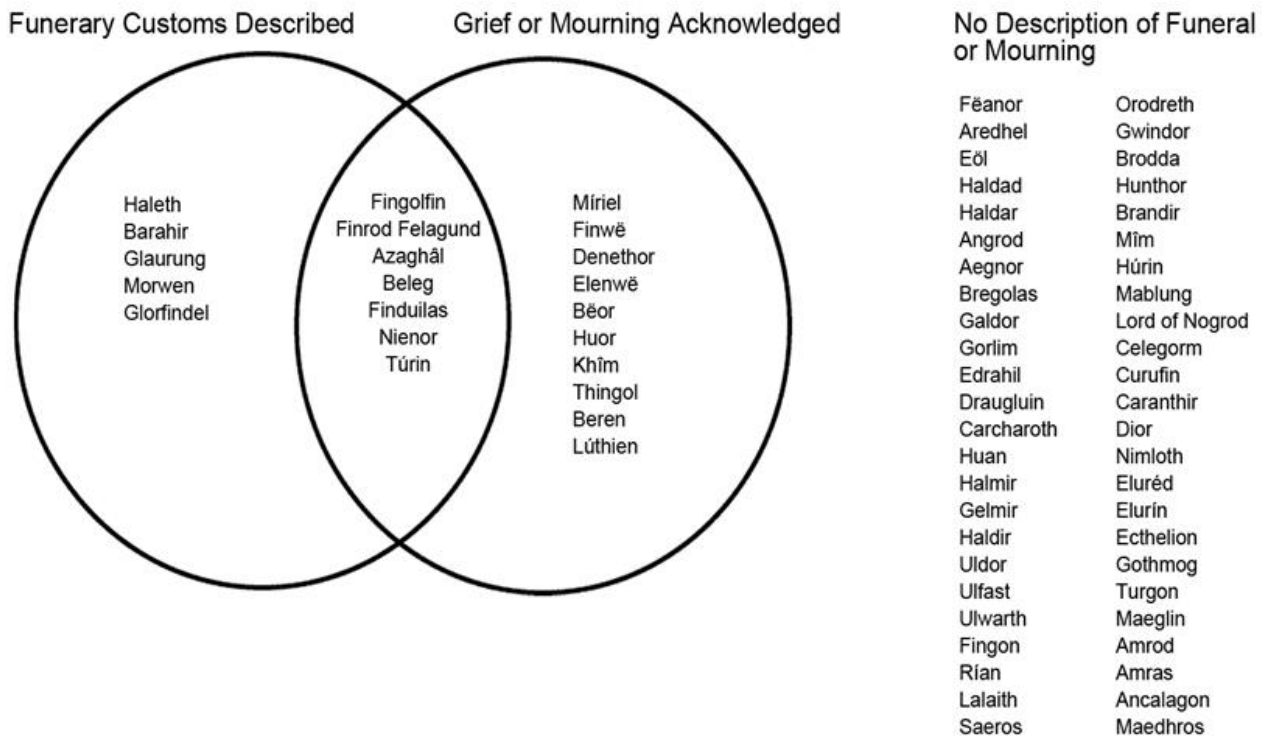 Funerary Customs Described
Grief or Mourning Acknowledged
No Description of Funeral
or Mourning
Haleth
Barahir
Glaurung
Morwen
Glorfindel
Fingolfin
Finrod Felagund
Azaghâl
Beleg
Finduilas
Nienor
Túrin
Míriel
Finwë
Denethor
Elenwë
Bëor
Huor
Khîm
Thingol
Beren
Lúthien
Fëanor
Aredhel
Eöl
Haldad
Haldar
Angrod
Aegnor
Bregolas
Galdor
Gorlim
Edrahil
Draugluin
Carcharoth
Huan
Halmir
Gelmir
Haldir
Uldor
Ulfast
Ulwarth
Fingon
Rían
Lalaith
Saeros
Orodreth
Gwindor
Brodda
Hunthor
Brandir
Mîm
Húrin
Mablung
Lord of Nogrod
Celegorm
Curufin
Caranthir
Dior
Nimloth
Eluréd
Elurín
Ecthelion
Gothmog
Turgon
Maeglin
Amrod
Amras
Ancalagon
Maedhros